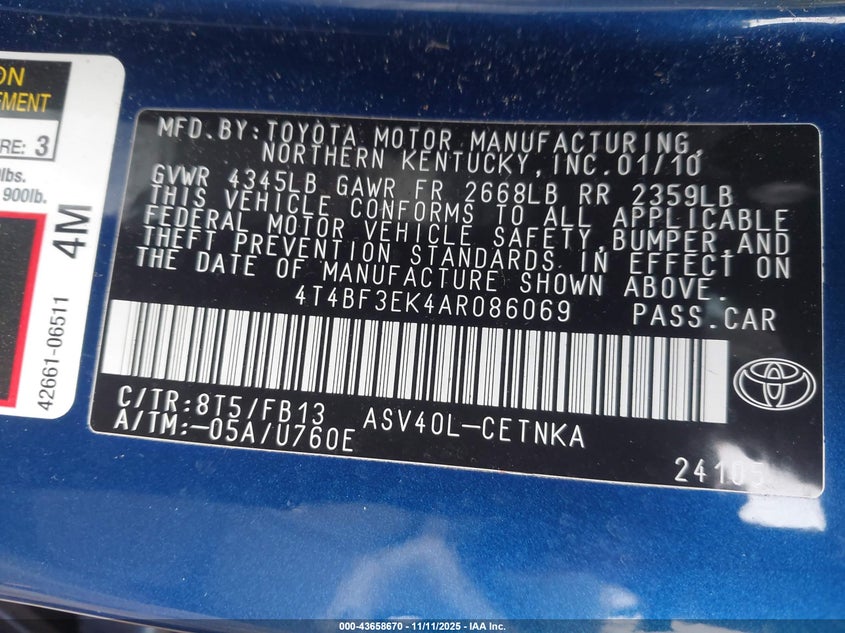 ON
EMENT
RE: 3
lbs.
900lb.
4M
42661-06511
MFD.BY:TOYOTA MOTOR MANUFACTURING,
NORTHERN KENTUCKY,INC.01/10
GVWR 4345LB GAWR FR 2668LB RR 2359LB
THIS VEHICLE CONFORMS TO ALL APPLICABLE
FEDERAL MOTOR VEHICLE SAFETY,BUMPER,AND
THEFT PREVENTION STANDARDS IN EFFECT ON
THE DATE OF MANUFACTURE SHOWN ABOVE.
4T4BF3EK4AR086069 PASS.CAR
C/TR:8T5/FB13 ASV40L-CETNKA
A/TM:-05A/U760E
24105
000-43658670 - 11/11/2025 - IAA Inc.